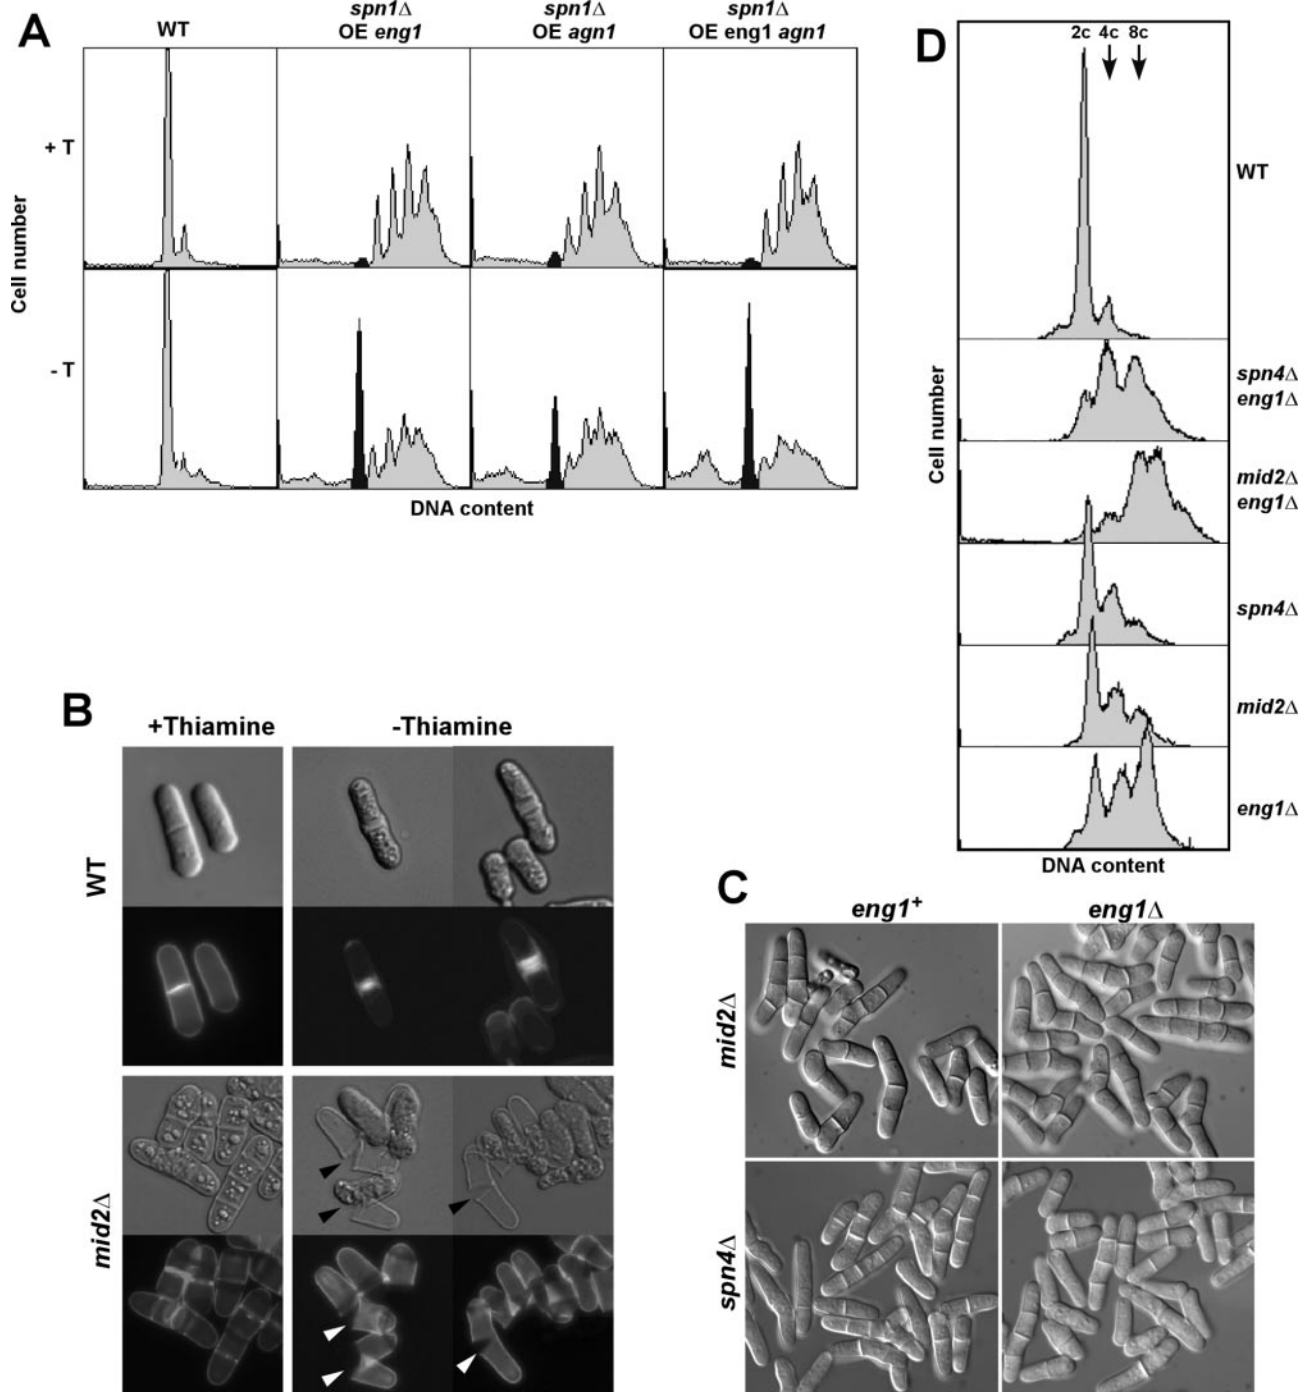 A
WT
spn1Δ
OE eng1
spn1Δ
OE agn1
spn1Δ
OE eng1 agn1
+ T
- T
Cell number
DNA content
D
2c 4c 8c
WT
spn4Δ
eng1Δ
mid2Δ
eng1Δ
spn4Δ
mid2Δ
eng1Δ
Cell number
DNA content
B
+Thiamine -Thiamine
WT
mid2Δ
C
eng1+ eng1Δ
mid2Δ
spn4Δ